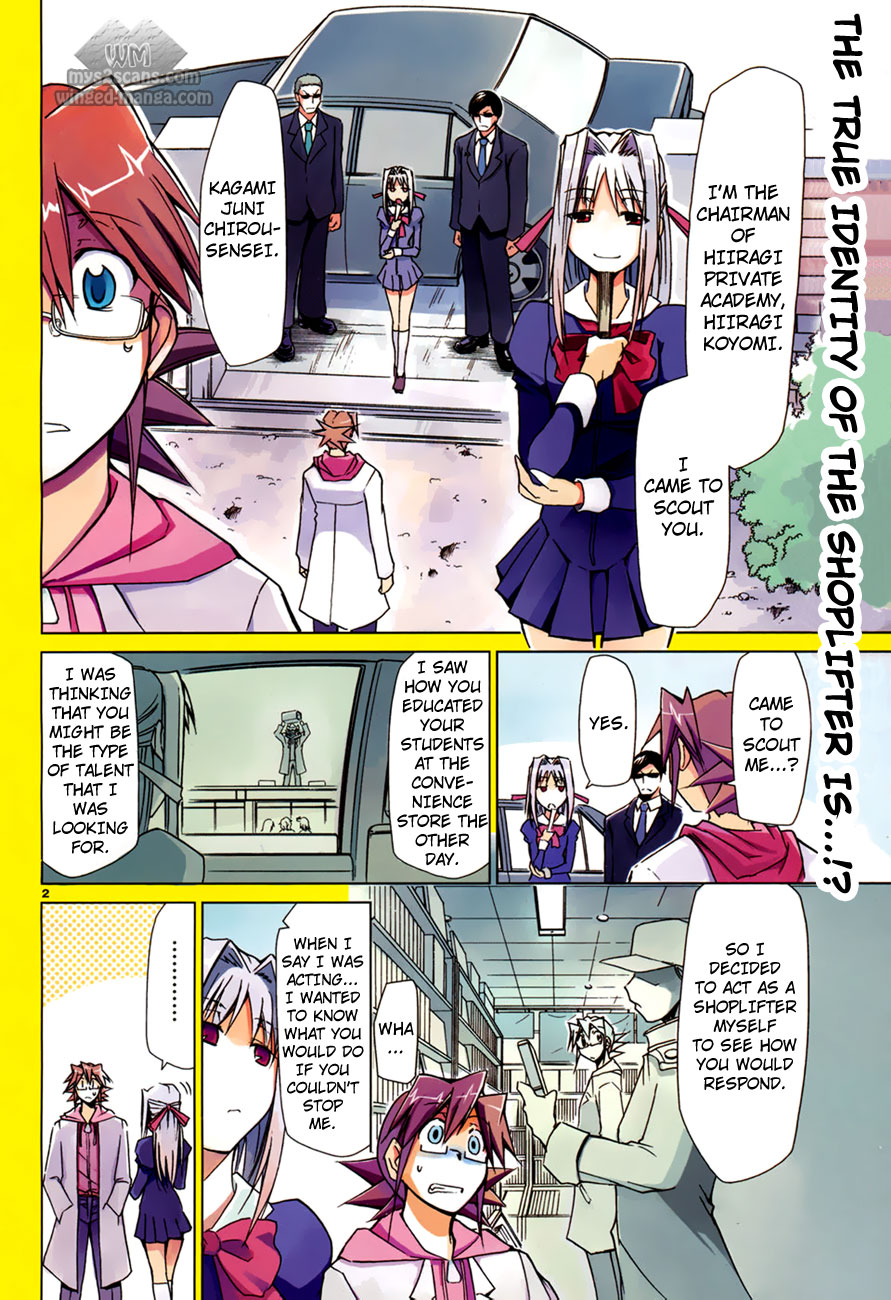 WM
mys2scans.com
winged-manga.com
THE TRUE IDENTITY OF THE SHOPLIFTER IS...!?
I'M THE
CHAIRMAN
OF
HIIRAGI
PRIVATE
ACADEMY,
HIIRAGI
KOYOMI.
I
CAME TO
SCOUT
YOU.
KAGAMI
JUNI
CHIROU-
SENSEI.
CAME
TO
SCOUT
ME...?
YES.
I SAW
HOW YOU
EDUCATED
YOUR
STUDENTS
AT THE
CONVE-
NIENCE
STORE THE
OTHER
DAY.
I WAS
THINKING
THAT YOU
MIGHT BE
THE TYPE
OF TALENT
THAT I
WAS
LOOKING
FOR.
2
SO I
DECIDED
TO ACT AS A
SHOPLIFTER
MYSELF
TO SEE HOW
YOU WOULD
RESPOND.
WHA
...
WHEN I
SAY I WAS
ACTING...
I WANTED
TO KNOW
WHAT YOU
WOULD DO
IF YOU
COULDN'T
STOP
ME.
........